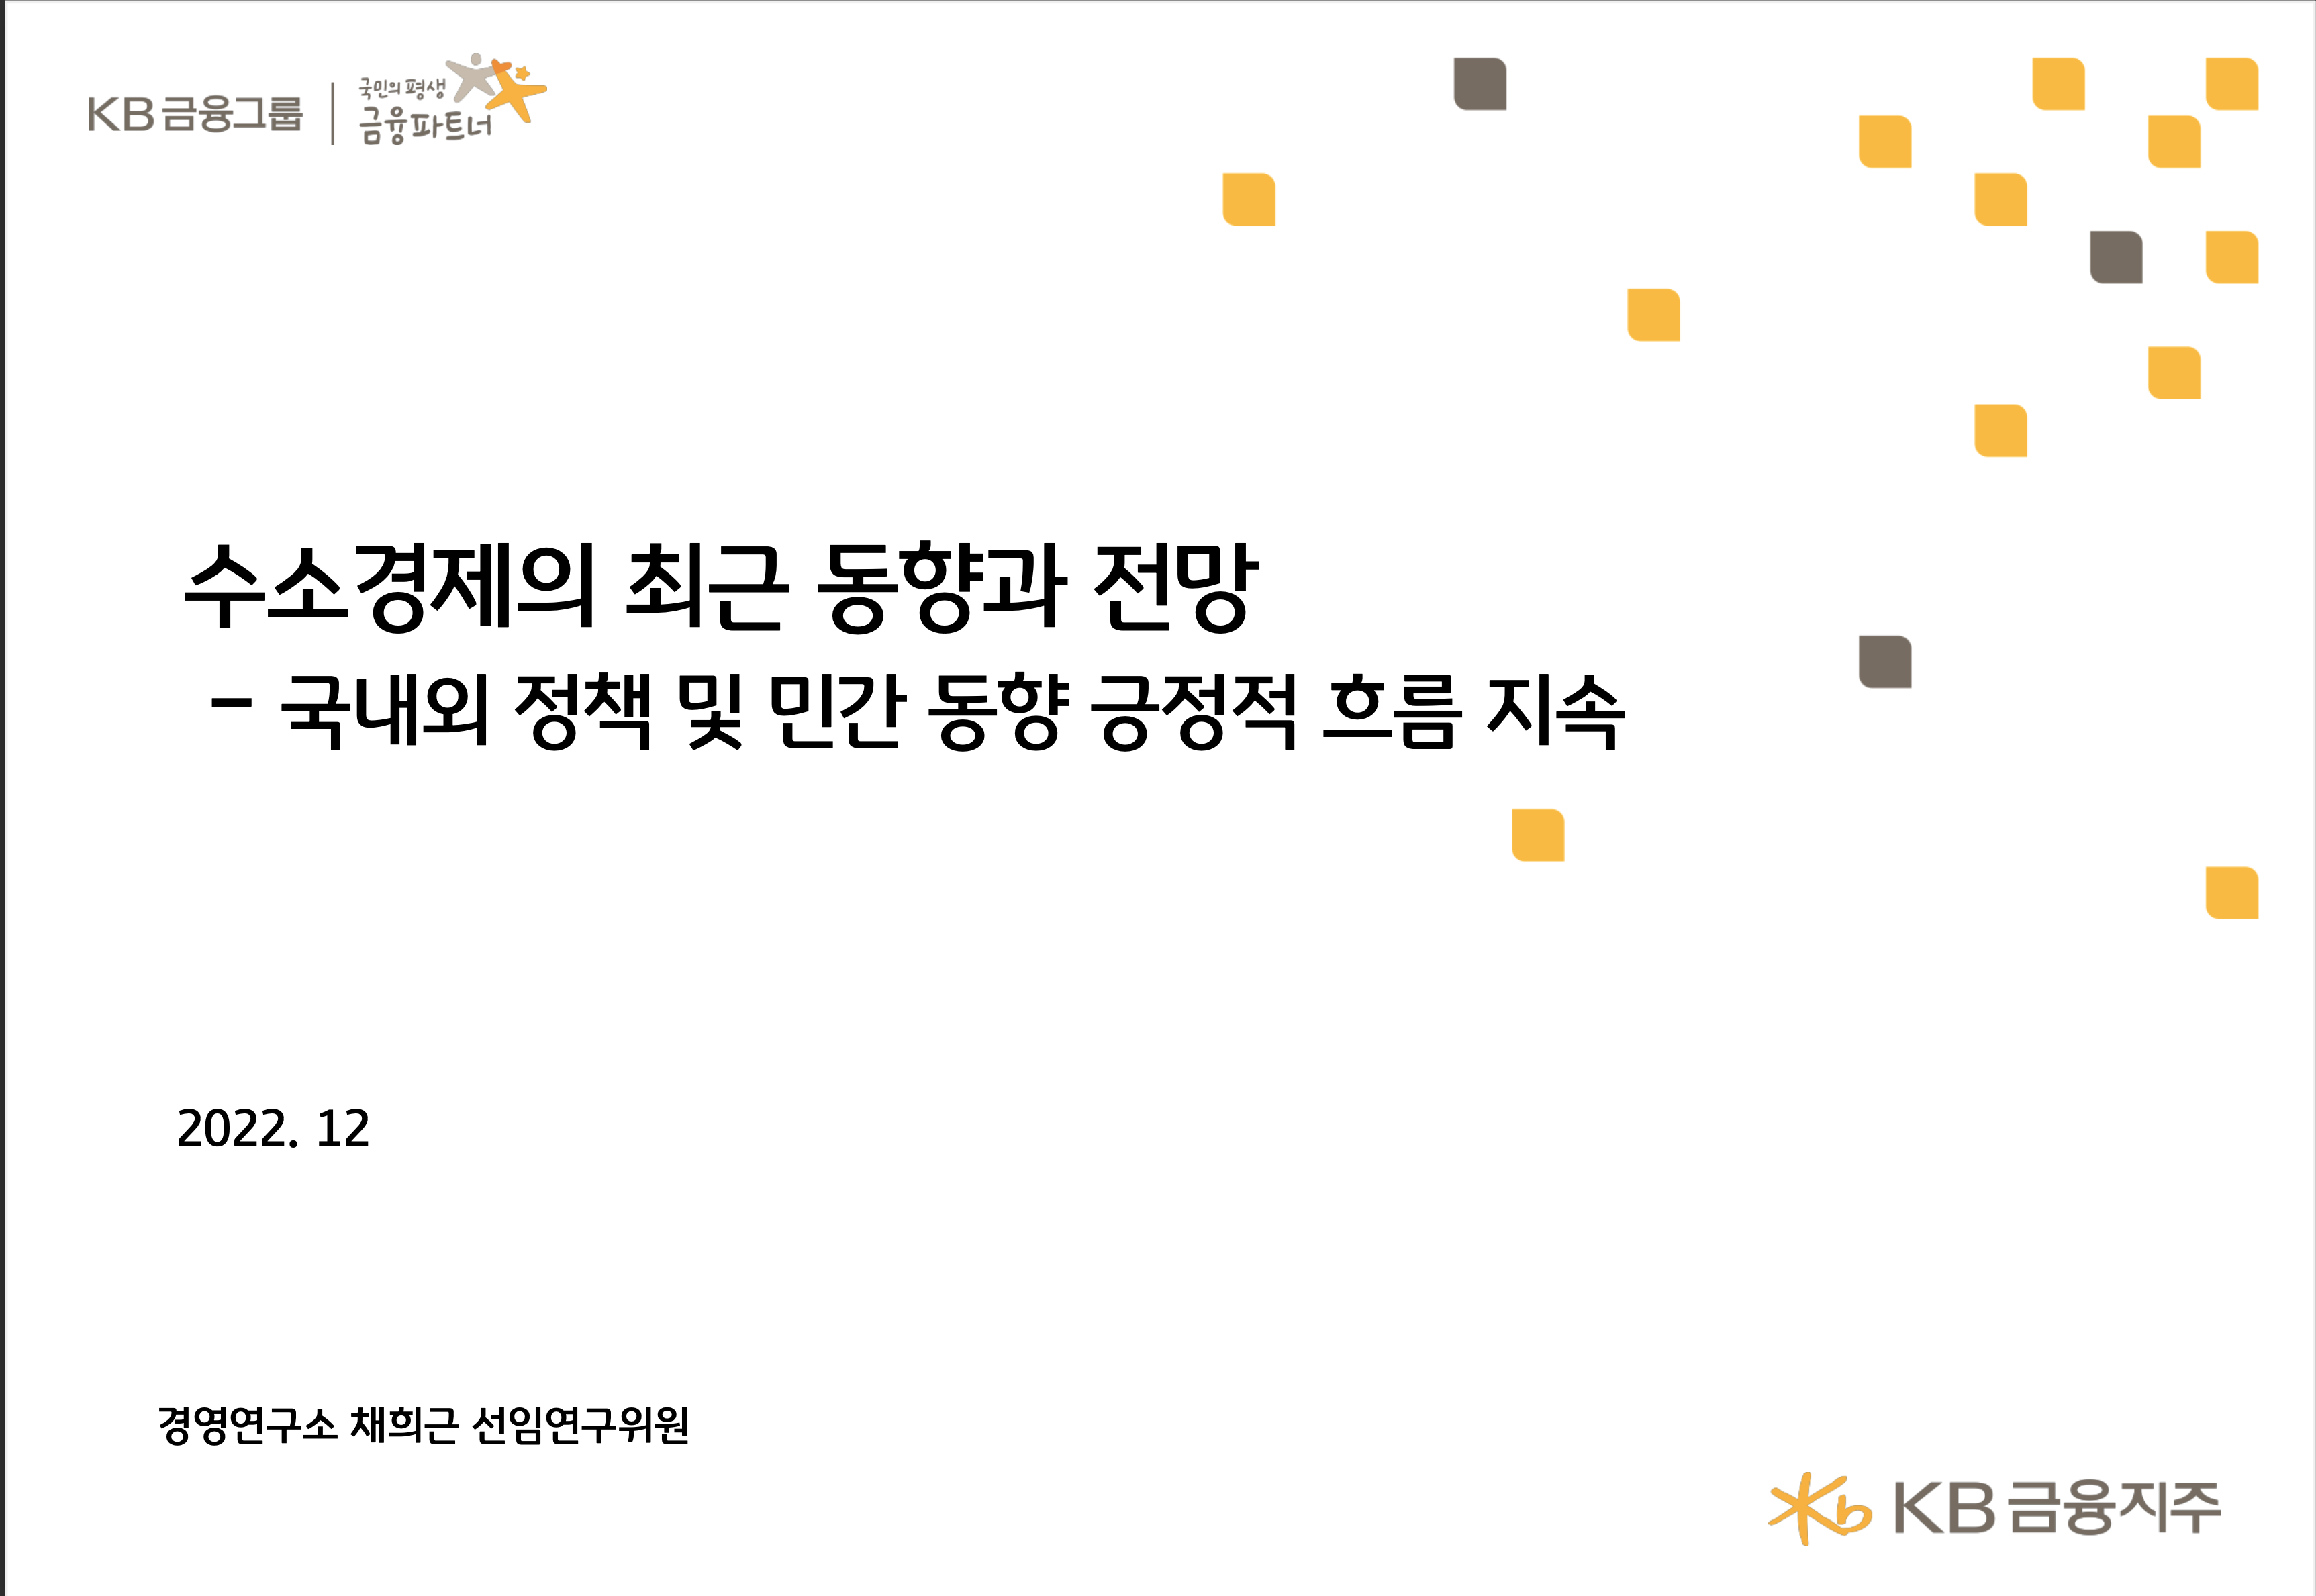 KB금융그룹
국민의 평생
금융파트너
수소경제의 최근 동향과 전망
- 국내외 정책 및 민간 동향 긍정적 흐름 지속
2022. 12
경영연구소 채희근 선임연구위원
KB금융지주